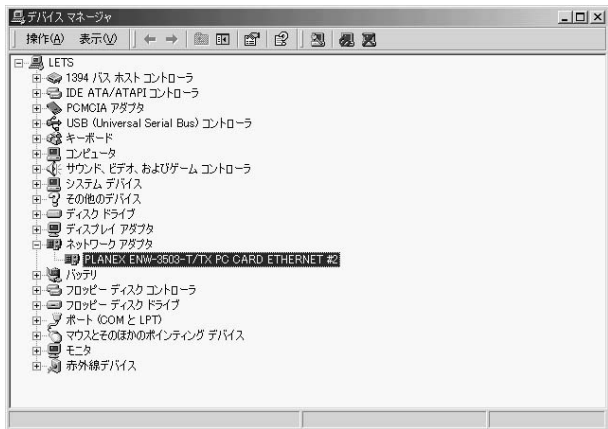 デバイス マネージャ
操作(A) 表示(V)
LETS
1394 バス ホスト コントローラ
IDE ATA/ATAPI コントローラ
PCMCIA アダプタ
USB (Universal Serial Bus) コントローラ
キーボード
コンピュータ
サウンド、ビデオ、およびゲーム コントローラ
システム デバイス
その他のデバイス
ディスク ドライブ
ディスプレイ アダプタ
ネットワーク アダプタ
PLANEX ENW-3503-T/TX PC CARD ETHERNET #2
バッテリ
フロッピー ディスク コントローラ
フロッピー ディスク ドライブ
ポート (COM と LPT)
マウスとそのほかのポインティング デバイス
モニタ
赤外線デバイス